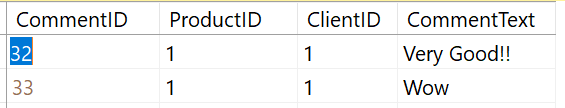 CommentID ProductID ClientID CommentText
32 1 1 Very Good!!
33 1 1 Wow